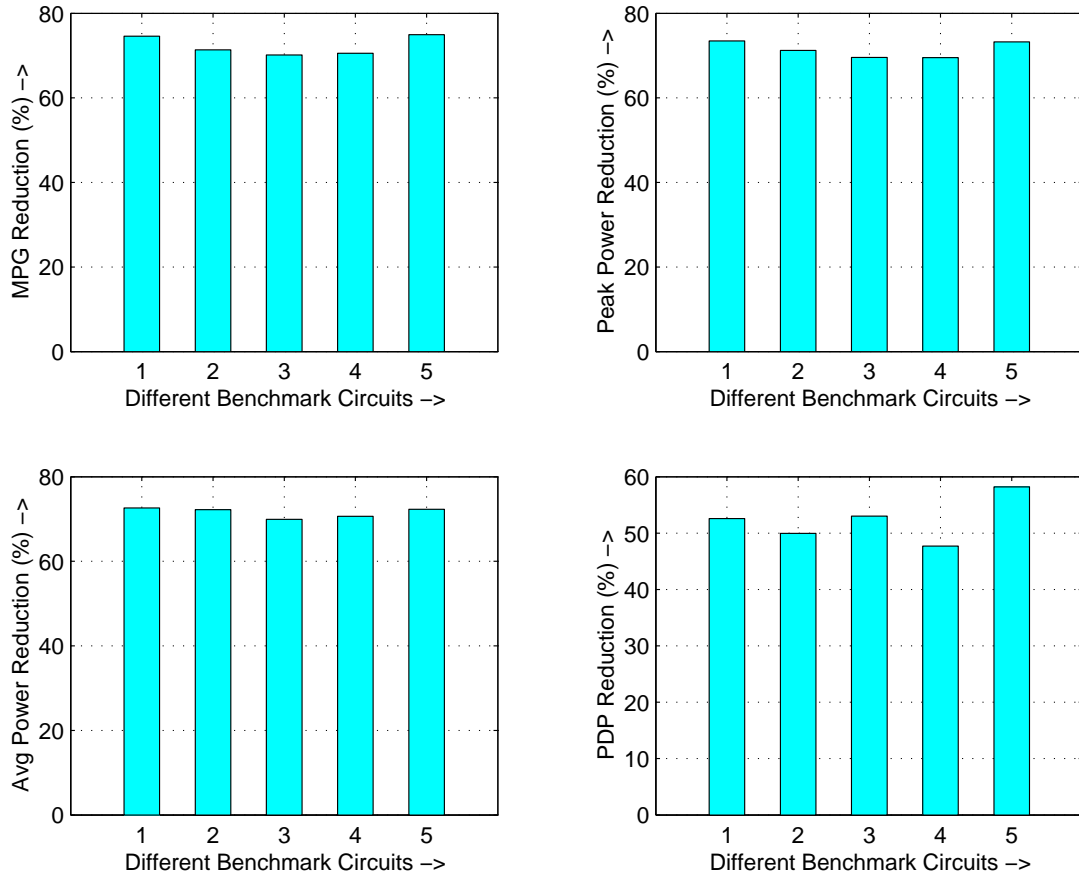 80
60
40
20
0
MPG Reduction (%) −>
1 2 3 4 5
Different Benchmark Circuits −>
80
60
40
20
0
Peak Power Reduction (%) −>
1 2 3 4 5
Different Benchmark Circuits −>
80
60
40
20
0
Avg Power Reduction (%) −>
1 2 3 4 5
Different Benchmark Circuits −>
60
50
40
30
20
10
0
PDP Reduction (%) −>
1 2 3 4 5
Different Benchmark Circuits −>